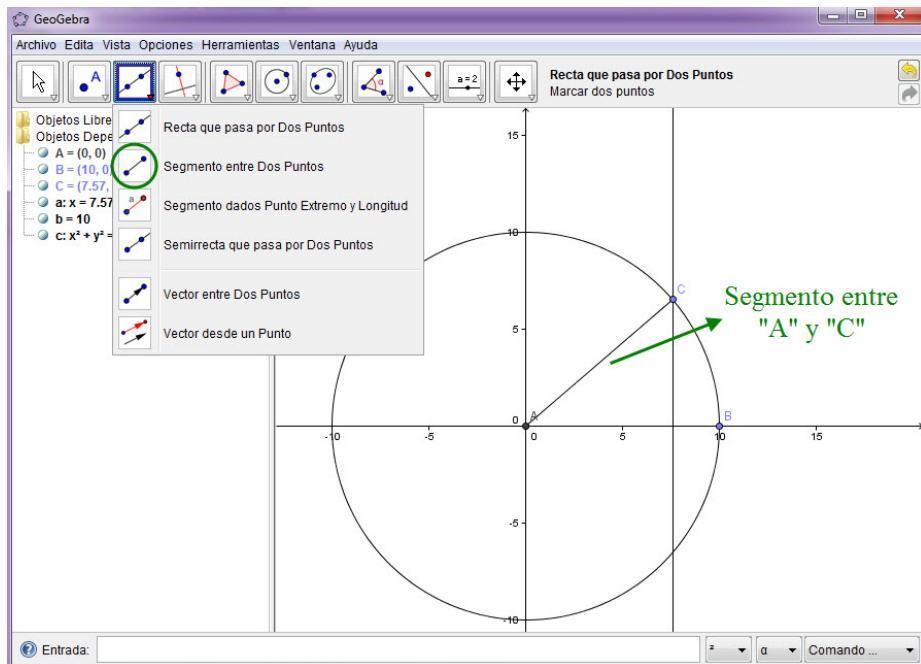 GeoGebra
Archivo Edita Vista Opciones Herramientas Ventana Ayuda
A
α
a=2
Recta que pasa por Dos Puntos
Marcar dos puntos
Objetos Libre
Objetos Depe
A = (0, 0)
B = (10, 0)
C = (7.57,
a: x = 7.57
b = 10
c: x² + y² =
Recta que pasa por Dos Puntos
Segmento entre Dos Puntos
a
Segmento dados Punto Extremo y Longitud
Semirrecta que pasa por Dos Puntos
Vector entre Dos Puntos
Vector desde un Punto
15
10
C
Segmento entre
"A" y "C"
5
0
A
B
-10
-5
0
5
10
15
-5
-10
Entrada:
²
α
Comando ...